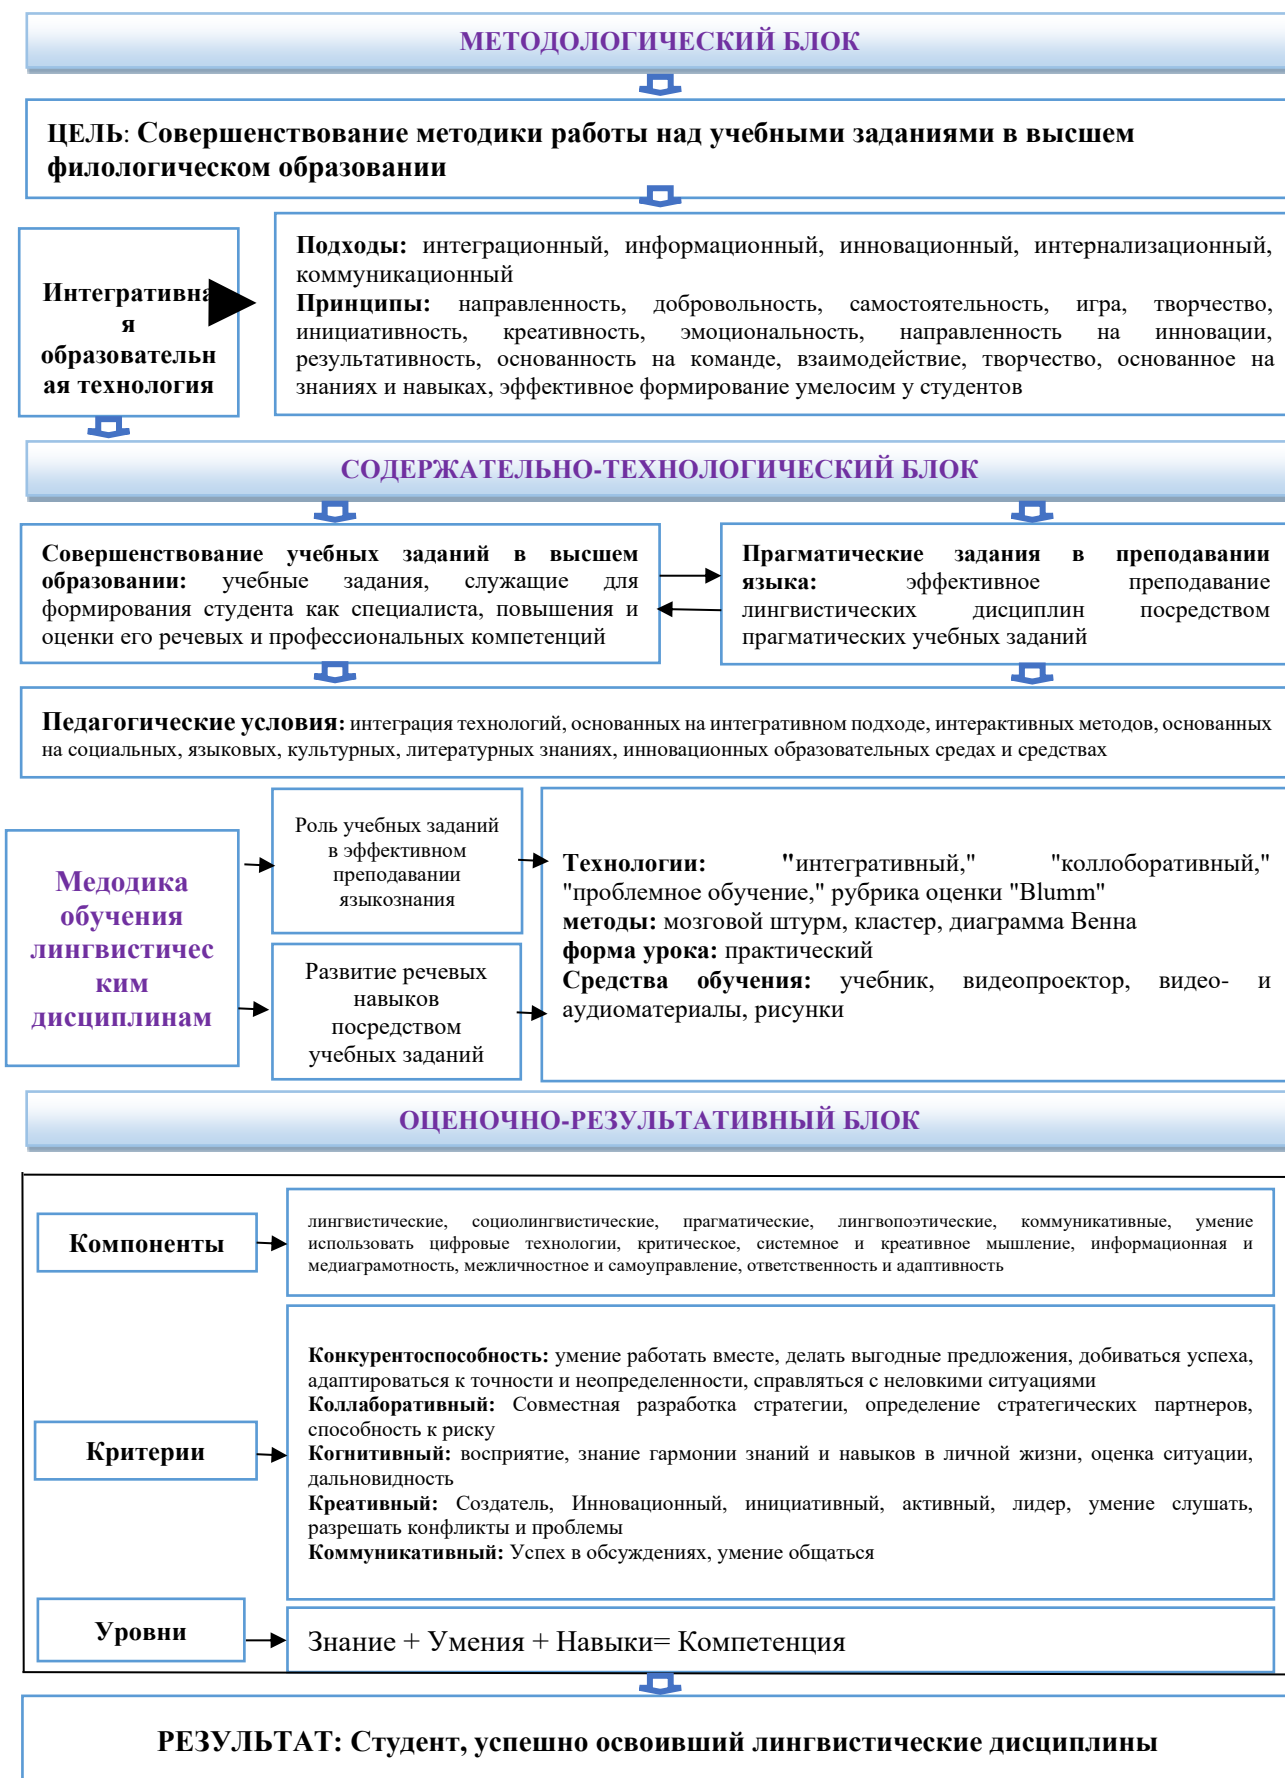 МЕТОДОЛОГИЧЕСКИЙ БЛОК
ЦЕЛЬ: Совершенствование методики работы над учебными заданиями в высшем
филологическом образовании
Интегративна
я
образовательн
ая технология
Подходы: интеграционный, информационный, инновационный, интернализационный,
коммуникационный
Принципы: направленность, добровольность, самостоятельность, игра, творчество,
инициативность, креативность, эмоциональность, направленность на инновации,
результативность, основанность на команде, взаимодействие, творчество, основанное на
знаниях и навыках, эффективное формирование умелосим у студентов
СОДЕРЖАТЕЛЬНО-ТЕХНОЛОГИЧЕСКИЙ БЛОК
Совершенствование учебных заданий в высшем
образовании: учебные задания, служащие для
формирования студента как специалиста, повышения и
оценки его речевых и профессиональных компетенций
Прагматические задания в преподавании
языка: эффективное преподавание
лингвистических дисциплин посредством
прагматических учебных заданий
Педагогические условия: интеграция технологий, основанных на интегративном подходе, интерактивных методов, основанных
на социальных, языковых, культурных, литературных знаниях, инновационных образовательных средах и средствах
Медодика
обучения
лингвистичес
ким
дисциплинам
Роль учебных заданий
в эффективном
преподавании
языкознания
Развитие речевых
навыков
посредством
учебных заданий
Технологии: "интегративный," "коллоборативный,"
"проблемное обучение," рубрика оценки "Blumm"
методы: мозговой штурм, кластер, диаграмма Венна
форма урока: практический
Средства обучения: учебник, видеопроектор, видео- и
аудиоматериалы, рисунки
ОЦЕНОЧНО-РЕЗУЛЬТАТИВНЫЙ БЛОК
Компоненты
лингвистические, социолингвистические, прагматические, лингвопоэтические, коммуникативные, умение
использовать цифровые технологии, критическое, системное и креативное мышление, информационная и
медиаграмотность, межличностное и самоуправление, ответственность и адаптивность
Критерии
Конкурентоспособность: умение работать вместе, делать выгодные предложения, добиваться успеха,
адаптироваться к точности и неопределенности, справляться с неловкими ситуациями
Коллаборативный: Совместная разработка стратегии, определение стратегических партнеров,
способность к риску
Когнитивный: восприятие, знание гармонии знаний и навыков в личной жизни, оценка ситуации,
дальновидность
Креативный: Создатель, Инновационный, инициативный, активный, лидер, умение слушать,
разрешать конфликты и проблемы
Коммуникативный: Успех в обсуждениях, умение общаться
Уровни
Знание + Умения + Навыки= Компетенция
РЕЗУЛЬТАТ: Студент, успешно освоивший лингвистические дисциплины